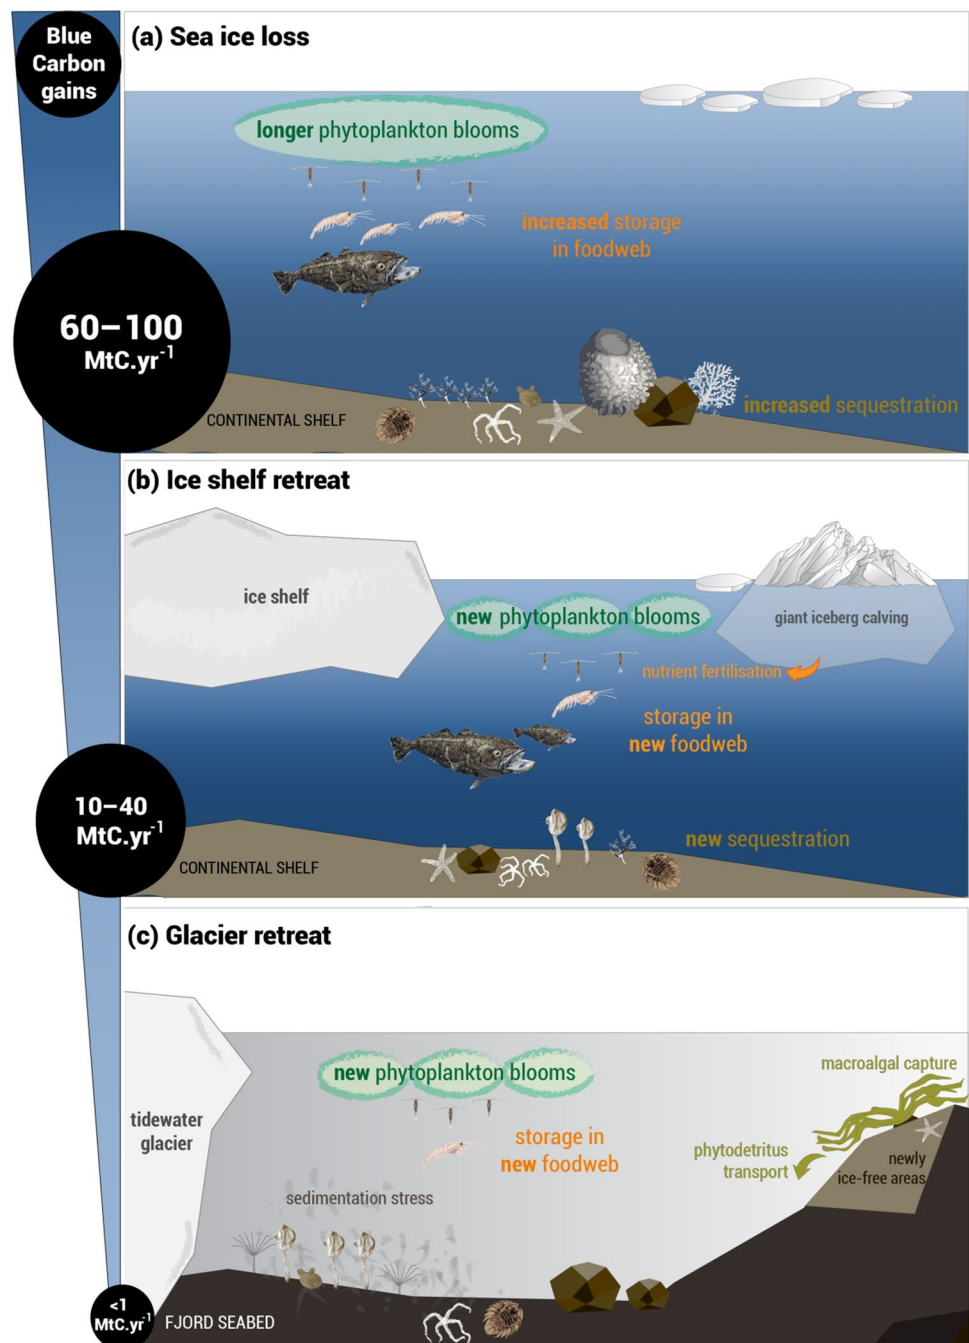 Blue
Carbon
gains
(a) Sea ice loss
longer phytoplankton blooms
increased storage
in foodweb
60–100
MtC.yr-1
CONTINENTAL SHELF
increased sequestration
(b) Ice shelf retreat
ice shelf
new phytoplankton blooms
giant iceberg calving
nutrient fertilisation
storage in
new foodweb
10–40
MtC.yr-1
new sequestration
CONTINENTAL SHELF
(c) Glacier retreat
new phytoplankton blooms
macroalgal capture
tidewater
glacier
storage in
new foodweb
phytodetritus
transport
newly
ice-free areas
sedimentation stress
<1
MtC.yr-1
FJORD SEABED